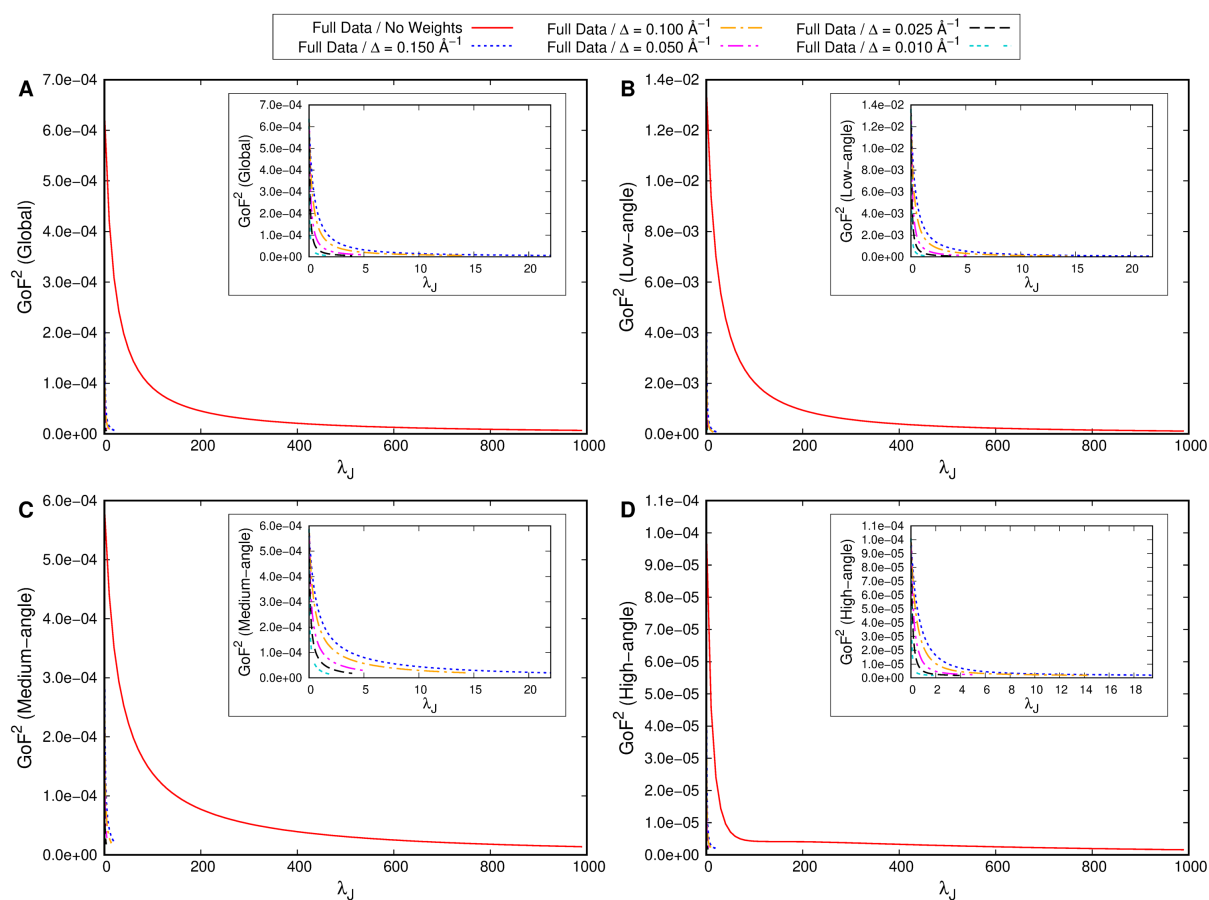 Full Data / No Weights
Full Data / Δ = 0.100 Å⁻¹
Full Data / Δ = 0.025 Å⁻¹
Full Data / Δ = 0.150 Å⁻¹
Full Data / Δ = 0.050 Å⁻¹
Full Data / Δ = 0.010 Å⁻¹
A
GoF² (Global)
7.0e−04
6.0e−04
5.0e−04
4.0e−04
3.0e−04
2.0e−04
1.0e−04
0.0e+00
0 200 400 600 800 1000
λJ
GoF² (Global)
7.0e−04
6.0e−04
5.0e−04
4.0e−04
3.0e−04
2.0e−04
1.0e−04
0.0e+00
0 5 10 15 20
λJ
B
GoF² (Low−angle)
1.4e−02
1.2e−02
1.0e−02
8.0e−03
6.0e−03
4.0e−03
2.0e−03
0.0e+00
0 200 400 600 800 1000
λJ
GoF² (Low−angle)
1.4e−02
1.2e−02
1.0e−02
8.0e−03
6.0e−03
4.0e−03
2.0e−03
0.0e+00
0 5 10 15 20
λJ
C
GoF² (Medium−angle)
6.0e−04
5.0e−04
4.0e−04
3.0e−04
2.0e−04
1.0e−04
0.0e+00
0 200 400 600 800 1000
λJ
GoF² (Medium−angle)
6.0e−04
5.0e−04
4.0e−04
3.0e−04
2.0e−04
1.0e−04
0.0e+00
0 5 10 15 20
λJ
D
GoF² (High−angle)
1.1e−04
1.0e−04
9.0e−05
8.0e−05
7.0e−05
6.0e−05
5.0e−05
4.0e−05
3.0e−05
2.0e−05
1.0e−05
0.0e+00
0 200 400 600 800 1000
λJ
GoF² (High−angle)
1.1e−04
1.0e−04
9.0e−05
8.0e−05
7.0e−05
6.0e−05
5.0e−05
4.0e−05
3.0e−05
2.0e−05
1.0e−05
0.0e+00
0 2 4 6 8 10 12 14 16 18
λJ